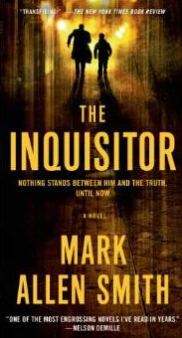 "TRANSFIXING." —THE NEW YORK TIMES BOOK REVIEW
THE
INQUISITOR
NOTHING STANDS BETWEEN HIM AND THE TRUTH.
UNTIL NOW.
A NOVEL
MARK
ALLEN SMITH
"ONE OF THE MOST ENGROSSING NOVELS I'VE READ IN YEARS."
—NELSON DEMILLE